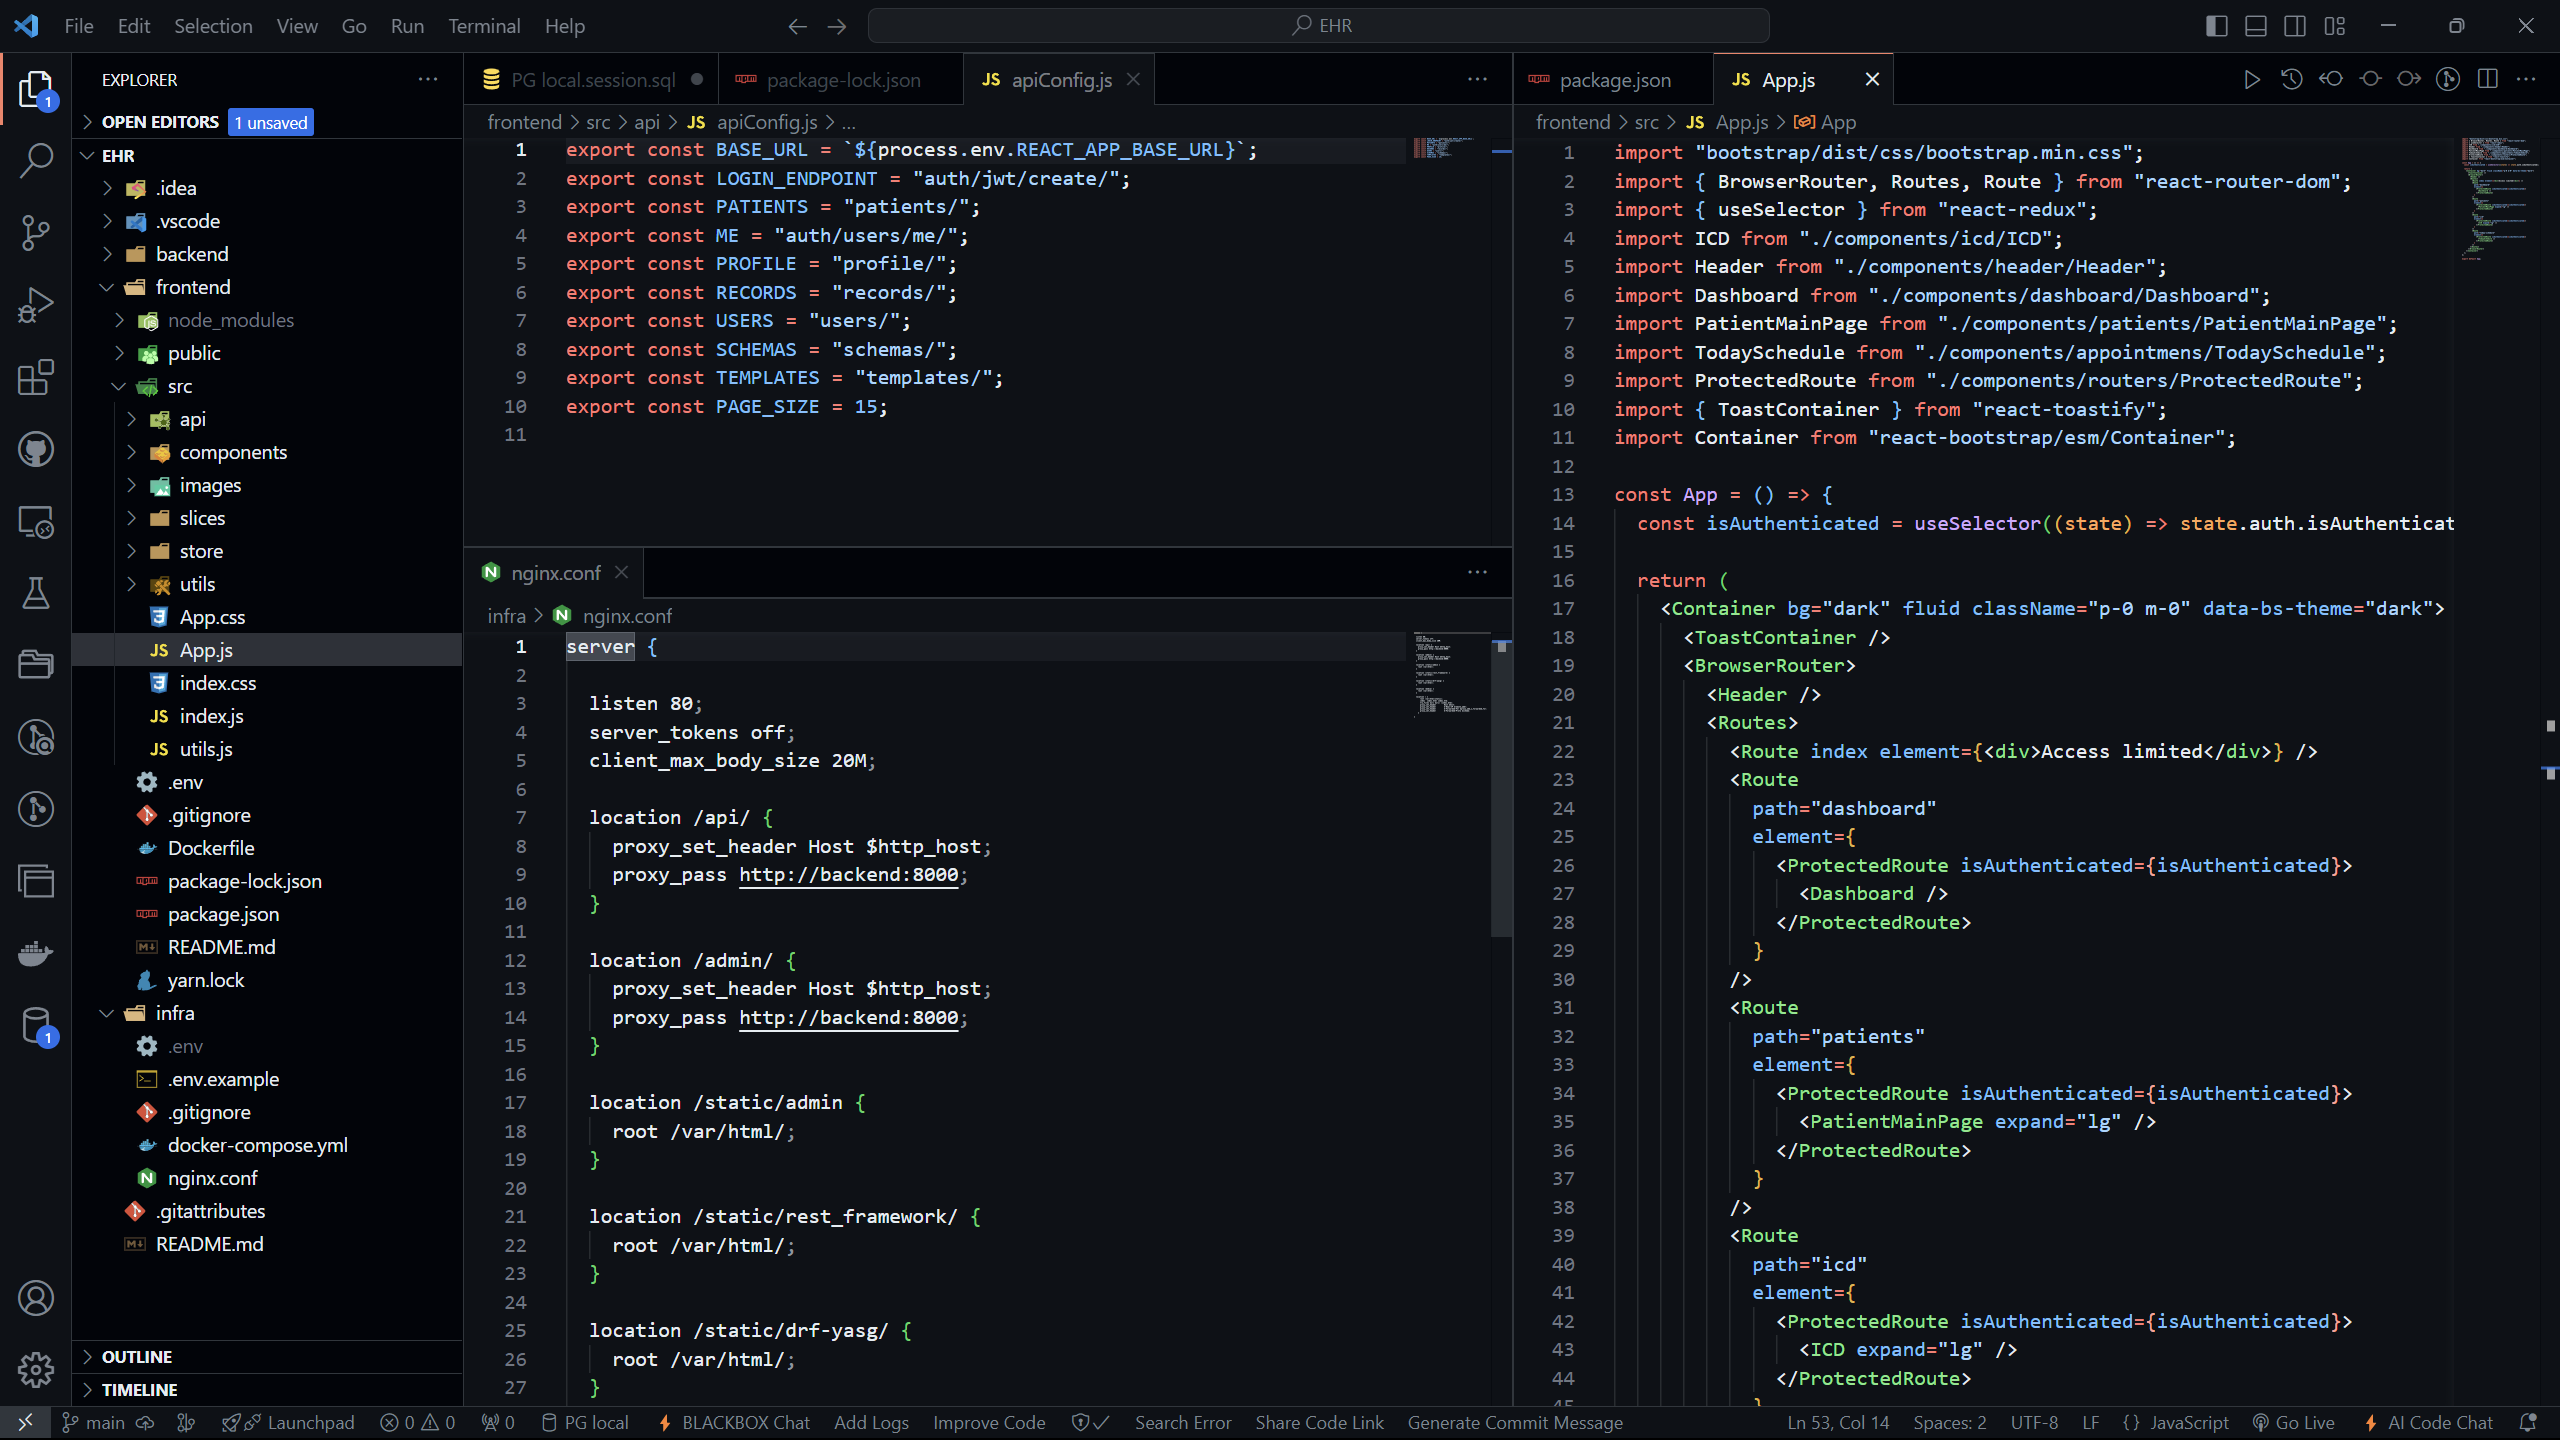 File Edit Selection View Go Run Terminal Help
EHR
EXPLORER
OPEN EDITORS 1 unsaved
EHR
.idea
.vscode
backend
frontend
node_modules
public
src
api
components
images
slices
store
utils
App.css
JS App.js
index.css
JS index.js
JS utils.js
.env
.gitignore
Dockerfile
package-lock.json
package.json
README.md
yarn.lock
infra
.env
.env.example
.gitignore
docker-compose.yml
nginx.conf
.gitattributes
README.md
OUTLINE
TIMELINE
1
1
PG local.session.sql package-lock.json JS apiConfig.js
frontend > src > api > JS apiConfig.js > ...
1 export const BASE_URL = `${process.env.REACT_APP_BASE_URL}`;
2 export const LOGIN_ENDPOINT = "auth/jwt/create/";
3 export const PATIENTS = "patients/";
4 export const ME = "auth/users/me/";
5 export const PROFILE = "profile/";
6 export const RECORDS = "records/";
7 export const USERS = "users/";
8 export const SCHEMAS = "schemas/";
9 export const TEMPLATES = "templates/";
10 export const PAGE_SIZE = 15;
11
nginx.conf
infra > nginx.conf
1 server {
2
3 listen 80;
4 server_tokens off;
5 client_max_body_size 20M;
6
7 location /api/ {
8 proxy_set_header Host $http_host;
9 proxy_pass http://backend:8000;
10 }
11
12 location /admin/ {
13 proxy_set_header Host $http_host;
14 proxy_pass http://backend:8000;
15 }
16
17 location /static/admin {
18 root /var/html/;
19 }
20
21 location /static/rest_framework/ {
22 root /var/html/;
23 }
24
25 location /static/drf-yasg/ {
26 root /var/html/;
27 }
package.json JS App.js
frontend > src > JS App.js > App
1 import "bootstrap/dist/css/bootstrap.min.css";
2 import { BrowserRouter, Routes, Route } from "react-router-dom";
3 import { useSelector } from "react-redux";
4 import ICD from "./components/icd/ICD";
5 import Header from "./components/header/Header";
6 import Dashboard from "./components/dashboard/Dashboard";
7 import PatientMainPage from "./components/patients/PatientMainPage";
8 import TodaySchedule from "./components/appointmens/TodaySchedule";
9 import ProtectedRoute from "./components/routers/ProtectedRoute";
10 import { ToastContainer } from "react-toastify";
11 import Container from "react-bootstrap/esm/Container";
12
13 const App = () => {
14 const isAuthenticated = useSelector((state) => state.auth.isAuthenticat
15
16 return (
17 <Container bg="dark" fluid className="p-0 m-0" data-bs-theme="dark">
18 <ToastContainer />
19 <BrowserRouter>
20 <Header />
21 <Routes>
22 <Route index element={<div>Access limited</div>} />
23 <Route
24 path="dashboard"
25 element={
26 <ProtectedRoute isAuthenticated={isAuthenticated}>
27 <Dashboard />
28 </ProtectedRoute>
29 }
30 />
31 <Route
32 path="patients"
33 element={
34 <ProtectedRoute isAuthenticated={isAuthenticated}>
35 <PatientMainPage expand="lg" />
36 </ProtectedRoute>
37 }
38 />
39 <Route
40 path="icd"
41 element={
42 <ProtectedRoute isAuthenticated={isAuthenticated}>
43 <ICD expand="lg" />
44 </ProtectedRoute>
45 }
main Launchpad 0 0 0 PG local BLACKBOX Chat Add Logs Improve Code Search Error Share Code Link Generate Commit Message Ln 53, Col 14 Spaces: 2 UTF-8 LF {} JavaScript Go Live AI Code Chat